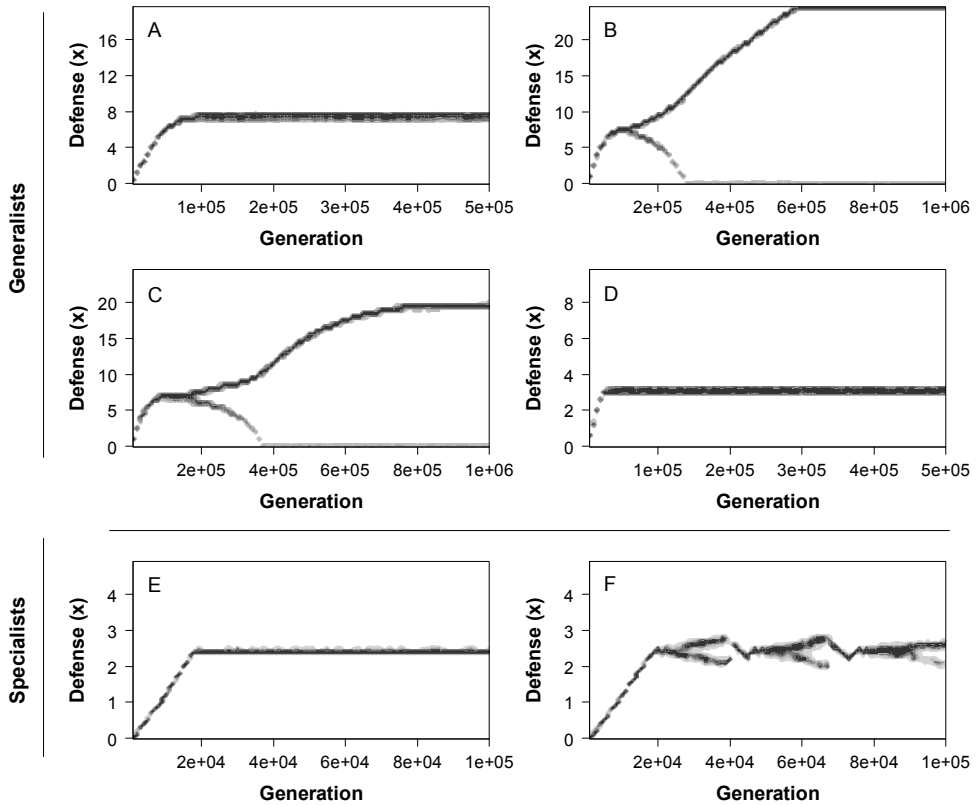 Generalists
A
Defense (x)
16
12
8
4
0
1e+05 2e+05 3e+05 4e+05 5e+05
Generation
B
Defense (x)
20
15
10
5
0
2e+05 4e+05 6e+05 8e+05 1e+06
Generation
C
Defense (x)
20
15
10
5
0
2e+05 4e+05 6e+05 8e+05 1e+06
Generation
D
Defense (x)
8
6
4
2
0
1e+05 2e+05 3e+05 4e+05 5e+05
Generation
Specialists
E
Defense (x)
4
3
2
1
0
2e+04 4e+04 6e+04 8e+04 1e+05
Generation
F
Defense (x)
4
3
2
1
0
2e+04 4e+04 6e+04 8e+04 1e+05
Generation